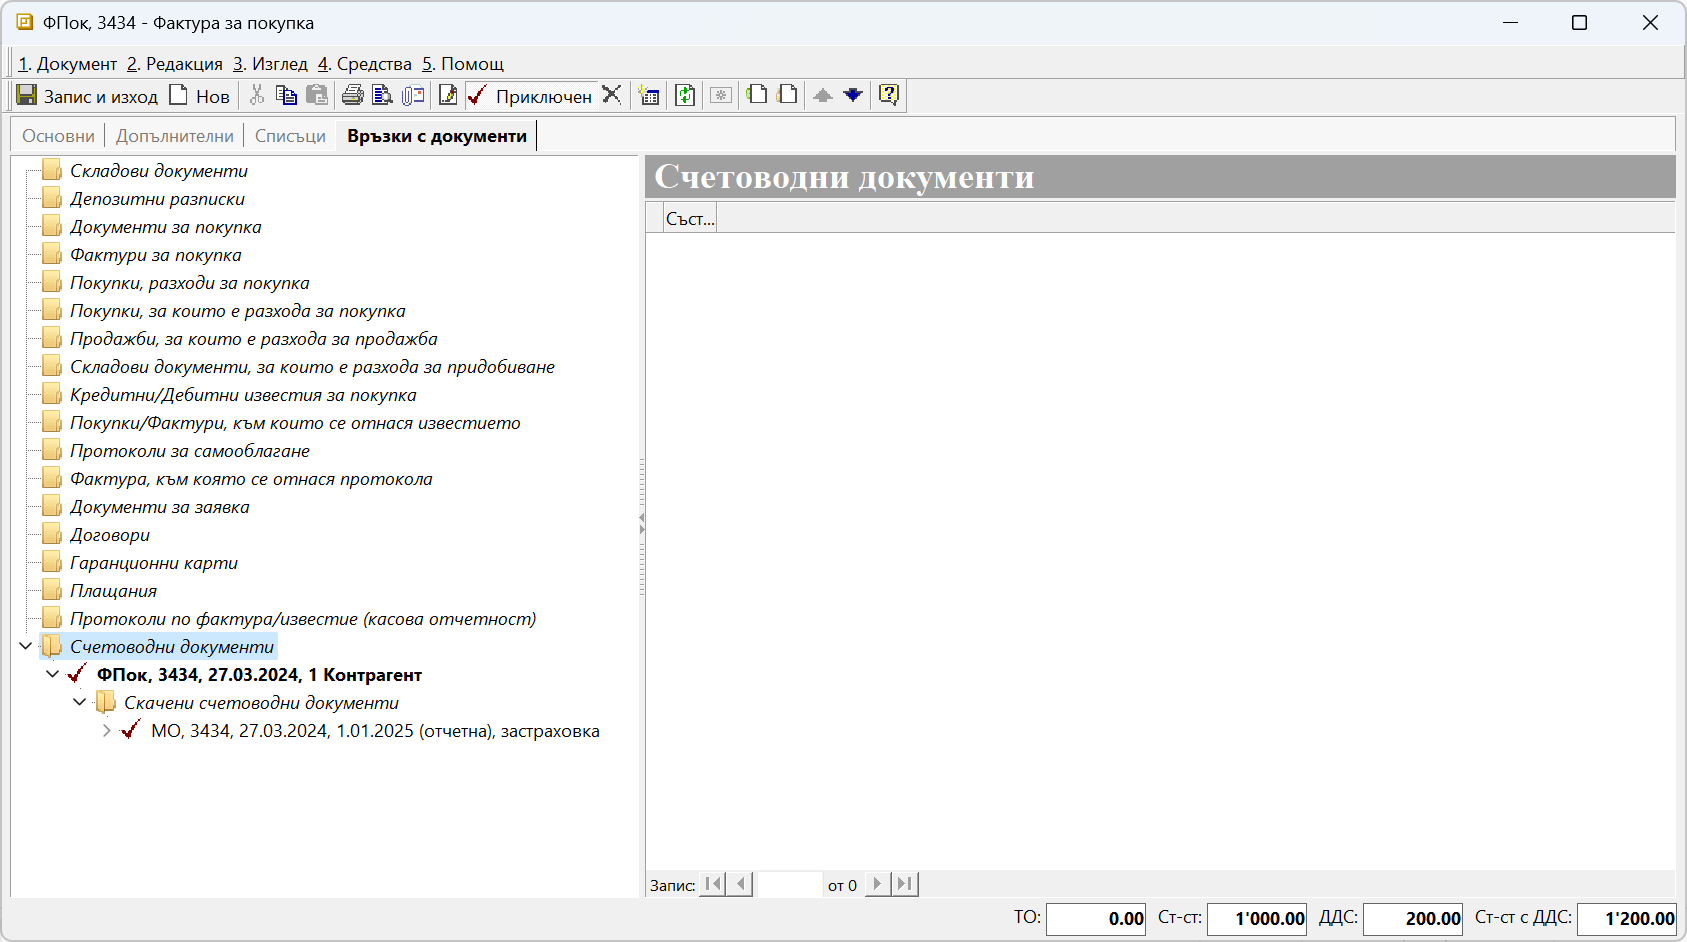 ФПок, 3434 - Фактура за покупка
1. Документ 2. Редакция 3. Изглед 4. Средства 5. Помощ
Запис и изход Нов Приключен
Основни Допълнителни Списъци Връзки с документи
Складови документи
Депозитни разписки
Документи за покупка
Фактури за покупка
Покупки, разходи за покупка
Покупки, за които е разхода за покупка
Продажби, за които е разхода за продажба
Складови документи, за които е разхода за придобиване
Кредитни/Дебитни известия за покупка
Покупки/Фактури, към които се отнася известието
Протоколи за самооблагане
Фактура, към която се отнася протокола
Документи за заявка
Договори
Гаранционни карти
Плащания
Протоколи по фактура/известие (касова отчетност)
Счетоводни документи
ФПок, 3434, 27.03.2024, 1 Контрагент
Скачени счетоводни документи
МО, 3434, 27.03.2024, 1.01.2025 (отчетна), застраховка
Счетоводни документи
Съст...
Запис: от 0
ТО: 0.00 Ст-ст: 1'000.00 ДДС: 200.00 Ст-ст с ДДС: 1'200.00